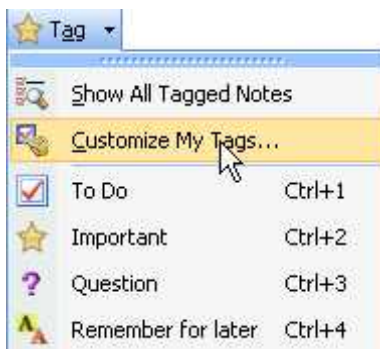 Tag
Show All Tagged Notes
Customize My Tags...
To Do Ctrl+1
Important Ctrl+2
Question Ctrl+3
Remember for later Ctrl+4